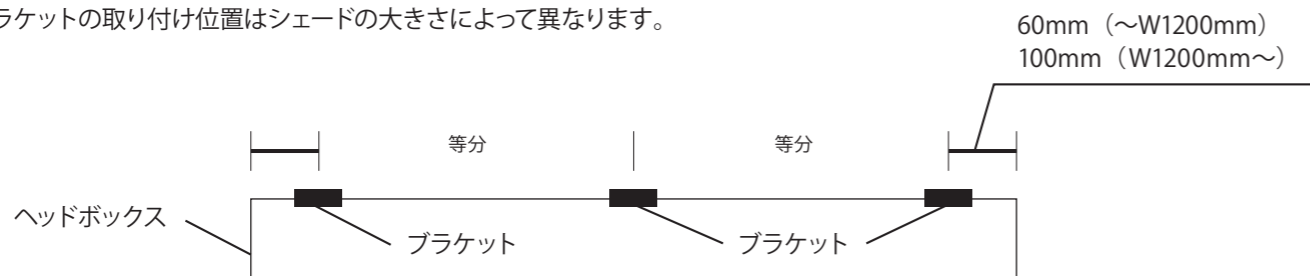 ラケットの取り付け位置はシェードの大きさによって異なります。
60mm（～W1200mm）
100mm（W1200mm～）
等分
等分
ヘッドボックス
ブラケット
ブラケット